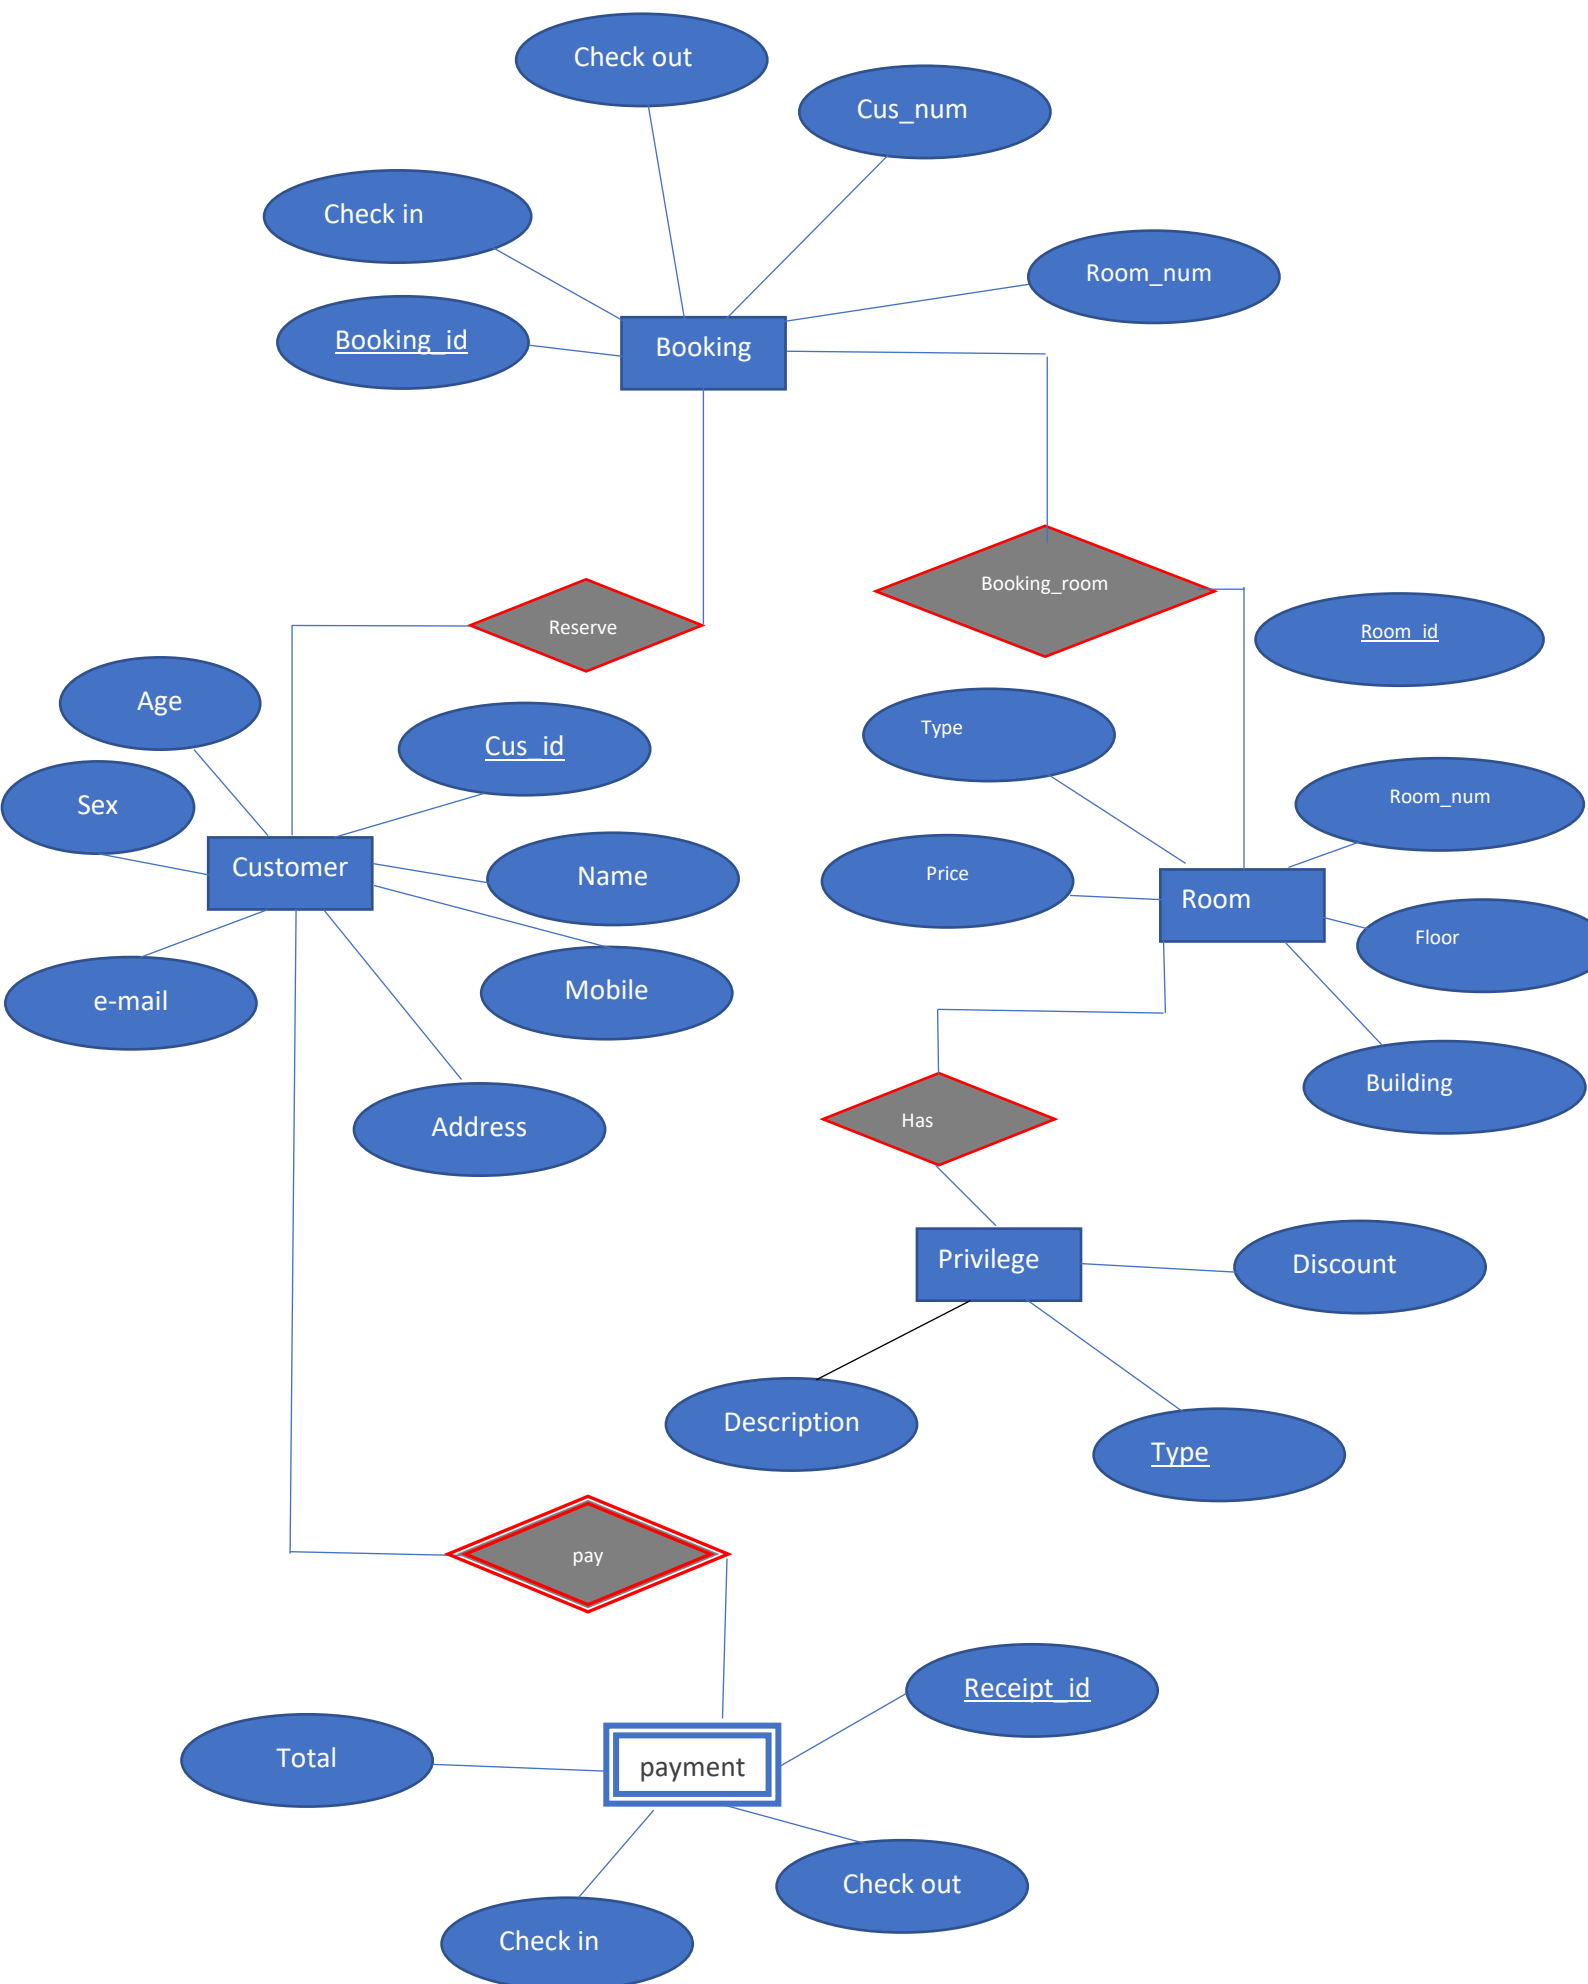 Check out
Cus_num
Check in
Room_num
Booking_id
Booking
Booking_room
Reserve
Room_id
Age
Type
Cus_id
Sex
Room_num
Customer
Name
Price
Room
Floor
e-mail
Mobile
Building
Address
Has
Privilege
Discount
Description
Type
pay
Receipt_id
Total
payment
Check out
Check in